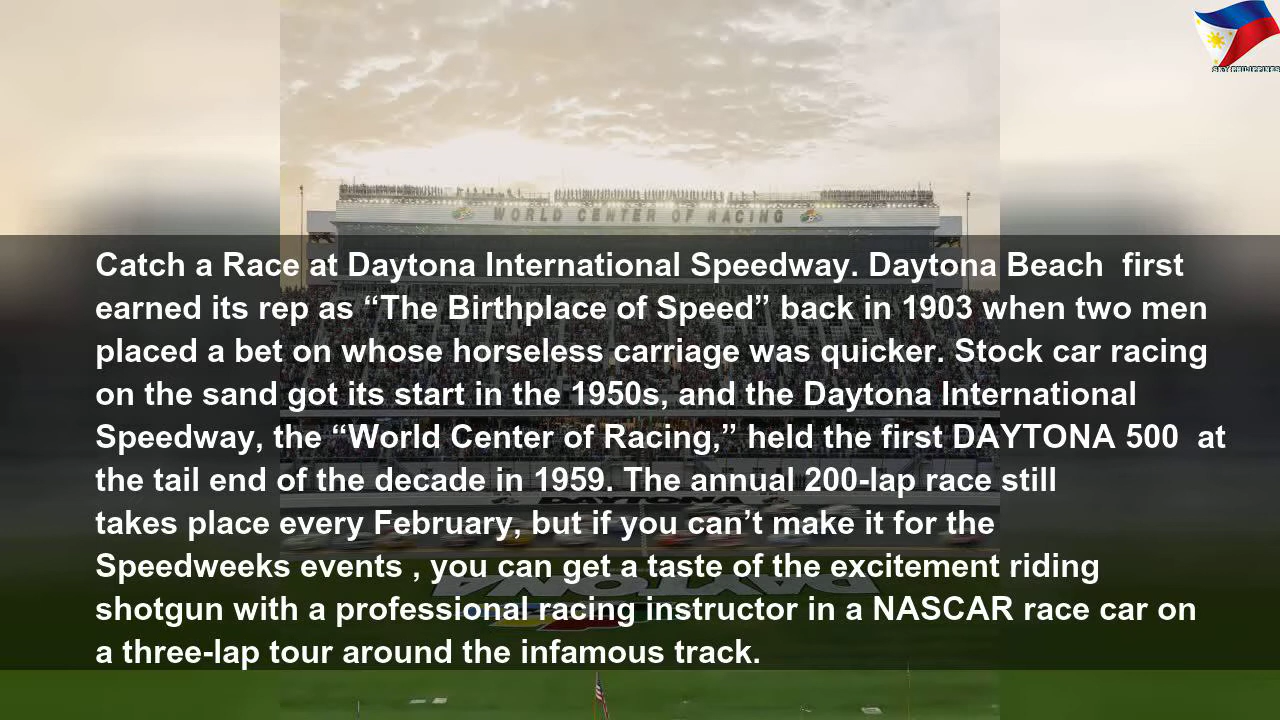 SKY PHILIPPINES
WORLD CENTER OF RACING
Catch a Race at Daytona International Speedway. Daytona Beach  first
earned its rep as “The Birthplace of Speed” back in 1903 when two men
placed a bet on whose horseless carriage was quicker. Stock car racing
on the sand got its start in the 1950s, and the Daytona International
Speedway, the “World Center of Racing,” held the first DAYTONA 500  at
the tail end of the decade in 1959. The annual 200-lap race still
takes place every February, but if you can’t make it for the
Speedweeks events , you can get a taste of the excitement riding
shotgun with a professional racing instructor in a NASCAR race car on
a three-lap tour around the infamous track.
DAYTONA
DAYTONA